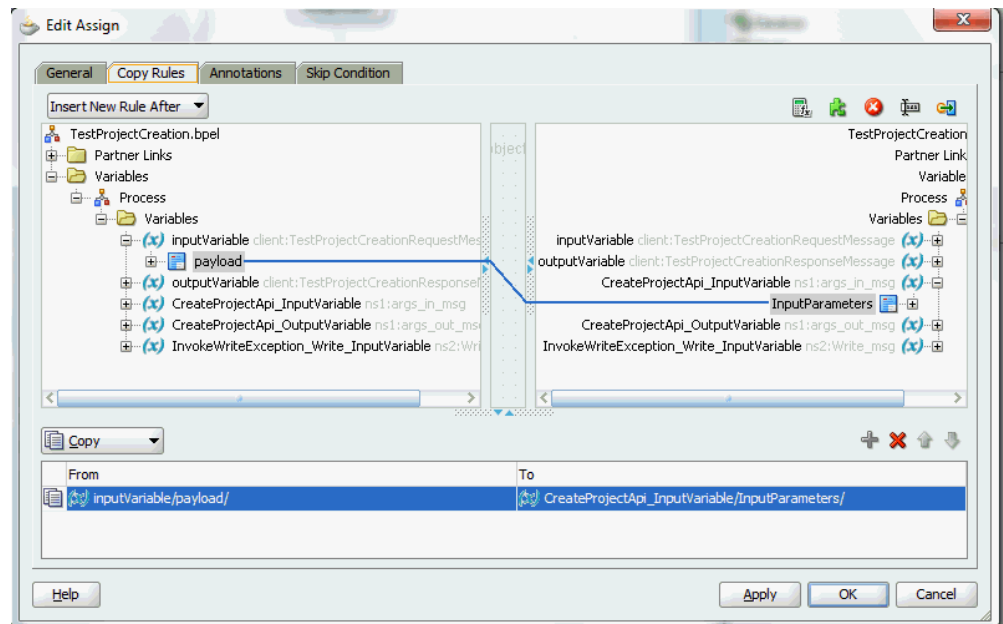 Edit Assign
General Copy Rules Annotations Skip Condition
Insert New Rule After
TestProjectCreation.bpel
Partner Links
Variables
Process
Variables
(x) inputVariable client:TestProjectCreationRequestMes
payload
(x) outputVariable client:TestProjectCreationResponse
(x) CreateProjectApi_InputVariable ns1:args_in_msg
(x) CreateProjectApi_OutputVariable ns1:args_out_ms
(x) InvokeWriteException_Write_InputVariable ns2:Wri
bject
TestProjectCreation
Partner Link
Variable
Process
Variables
inputVariable client:TestProjectCreationRequestMessage (x)
outputVariable client:TestProjectCreationResponseMessage (x)
CreateProjectApi_InputVariable ns1:args_in_msg (x)
InputParameters
CreateProjectApi_OutputVariable ns1:args_out_msg (x)
InvokeWriteException_Write_InputVariable ns2:Write_msg (x)
Copy
From To
inputVariable/payload/ CreateProjectApi_InputVariable/InputParameters/
Help Apply OK Cancel